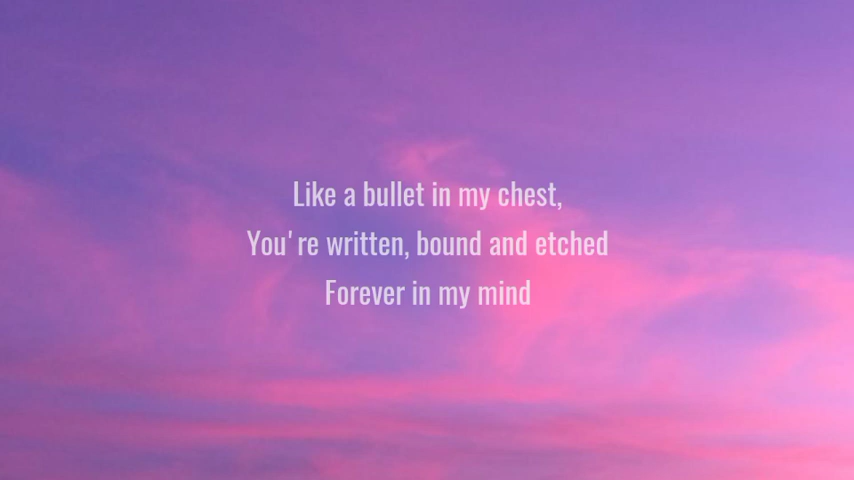 Like a bullet in my chest,
You're written, bound and etched
Forever in my mind